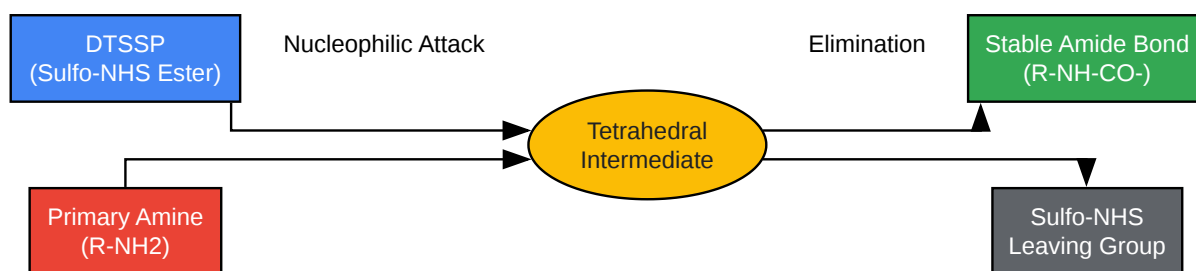 DTSSP
(Sulfo-NHS Ester)
Nucleophilic Attack
Elimination
Stable Amide Bond
(R-NH-CO-)
Tetrahedral
Intermediate
Primary Amine
(R-NH2)
Sulfo-NHS
Leaving Group